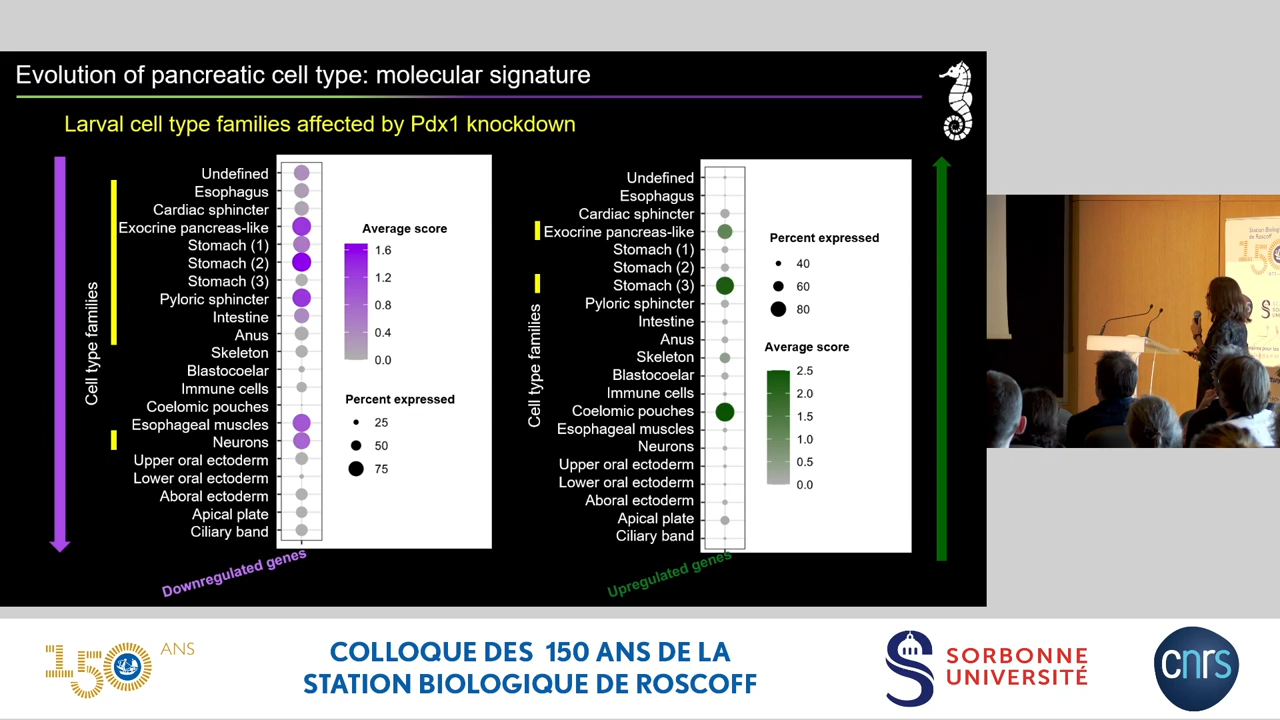 Evolution of pancreatic cell type: molecular signature
Larval cell type families affected by Pdx1 knockdown
Cell type families
Undefined
Esophagus
Cardiac sphincter
Exocrine pancreas-like
Stomach (1)
Stomach (2)
Stomach (3)
Pyloric sphincter
Intestine
Anus
Skeleton
Blastocoelar
Immune cells
Coelomic pouches
Esophageal muscles
Neurons
Upper oral ectoderm
Lower oral ectoderm
Aboral ectoderm
Apical plate
Ciliary band
Average score
1.6
1.2
0.8
0.4
0.0
Percent expressed
25
50
75
Downregulated genes
Cell type families
Undefined
Esophagus
Cardiac sphincter
Exocrine pancreas-like
Stomach (1)
Stomach (2)
Stomach (3)
Pyloric sphincter
Intestine
Anus
Skeleton
Blastocoelar
Immune cells
Coelomic pouches
Esophageal muscles
Neurons
Upper oral ectoderm
Lower oral ectoderm
Aboral ectoderm
Apical plate
Ciliary band
Percent expressed
40
60
80
Average score
2.5
2.0
1.5
1.0
0.5
0.0
Upregulated genes
Station Biologique
de Roscoff
150 ANS
COLLOQUE DES 150 ANS DE LA
STATION BIOLOGIQUE DE ROSCOFF
SORBONNE
UNIVERSITÉ
cnrs